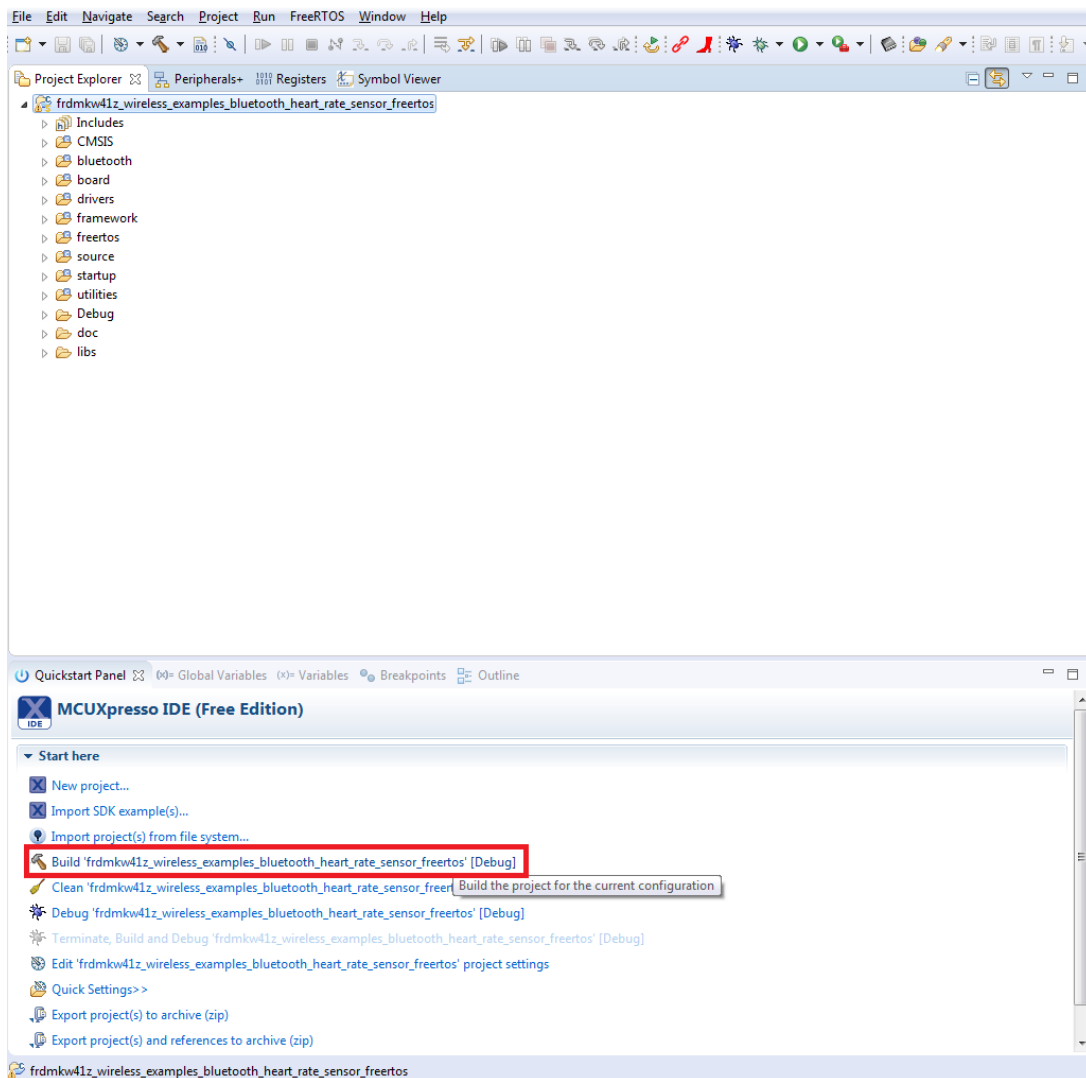 File Edit Navigate Search Project Run FreeRTOS Window Help
Project Explorer Peripherals+ Registers Symbol Viewer
frdmkw41z_wireless_examples_bluetooth_heart_rate_sensor_freertos
Includes
CMSIS
bluetooth
board
drivers
framework
freertos
source
startup
utilities
Debug
doc
libs
Quickstart Panel (x)= Global Variables (x)= Variables Breakpoints Outline
IDE MCUXpresso IDE (Free Edition)
Start here
New project...
Import SDK example(s)...
Import project(s) from file system...
Build 'frdmkw41z_wireless_examples_bluetooth_heart_rate_sensor_freertos' [Debug]
Clean 'frdmkw41z_wireless_examples_bluetooth_heart_rate_sensor_freert Build the project for the current configuration
Debug 'frdmkw41z_wireless_examples_bluetooth_heart_rate_sensor_freertos' [Debug]
Terminate, Build and Debug 'frdmkw41z_wireless_examples_bluetooth_heart_rate_sensor_freertos' [Debug]
Edit 'frdmkw41z_wireless_examples_bluetooth_heart_rate_sensor_freertos' project settings
Quick Settings>>
Export project(s) to archive (zip)
Export project(s) and references to archive (zip)
frdmkw41z_wireless_examples_bluetooth_heart_rate_sensor_freertos